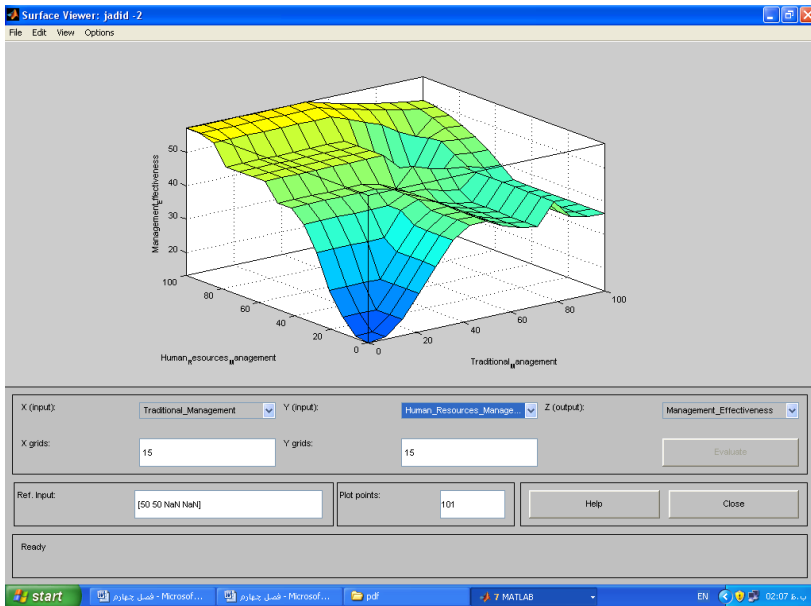 Surface Viewer: jadid -2
File Edit View Options
50
40
30
20
Management_Effectiveness
100
80
60
40
20
0
0
20
40
60
80
100
Human_Resources_Management
Traditional_Management
X (input): Traditional_Management Y (input): Human_Resources_Manage... Z (output): Management_Effectiveness
X grids: 15 Y grids: 15 Evaluate
Ref. Input: [50 50 NaN NaN] Plot points: 101 Help Close
Ready
start فصل چهارم - Microsof... فصل چهارم - Microsof... pdf 7 MATLAB EN 02:07 ب.ظ